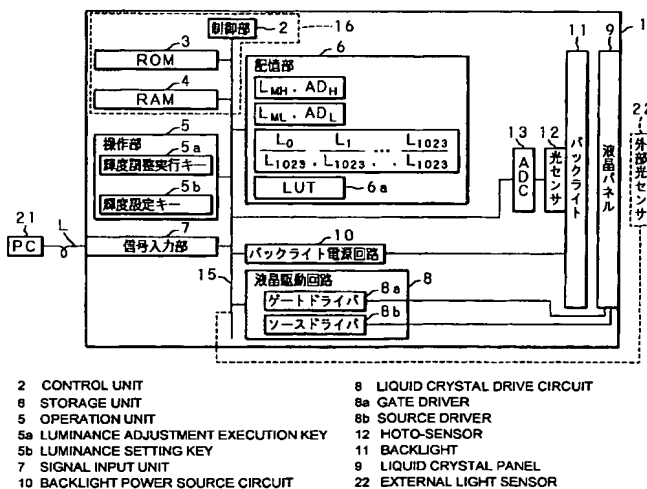 制御部 2 16 1
3
ROM
4
RAM
6
記憶部
LMH . ADH
LML . ADL
L0 L1 … L1023
L1023 , L1023 , L1023
LUT 6a
11 9
バックライト
液晶パネル
22
外部光センサ
13 12
ADC
光センサ
操作部 5
5a
輝度調整実行キー
5b
輝度設定キー
21
PC
L
7
信号入力部
10
バックライト電源回路
15
液晶駆動回路 8
ゲートドライバ 8a
ソースドライバ 8b
2 CONTROL UNIT
6 STORAGE UNIT
5 OPERATION UNIT
5a LUMINANCE ADJUSTMENT EXECUTION KEY
5b LUMINANCE SETTING KEY
7 SIGNAL INPUT UNIT
10 BACKLIGHT POWER SOURCE CIRCUIT
8 LIQUID CRYSTAL DRIVE CIRCUIT
8a GATE DRIVER
8b SOURCE DRIVER
12 HOTO-SENSOR
11 BACKLIGHT
9 LIQUID CRYSTAL PANEL
22 EXTERNAL LIGHT SENSOR